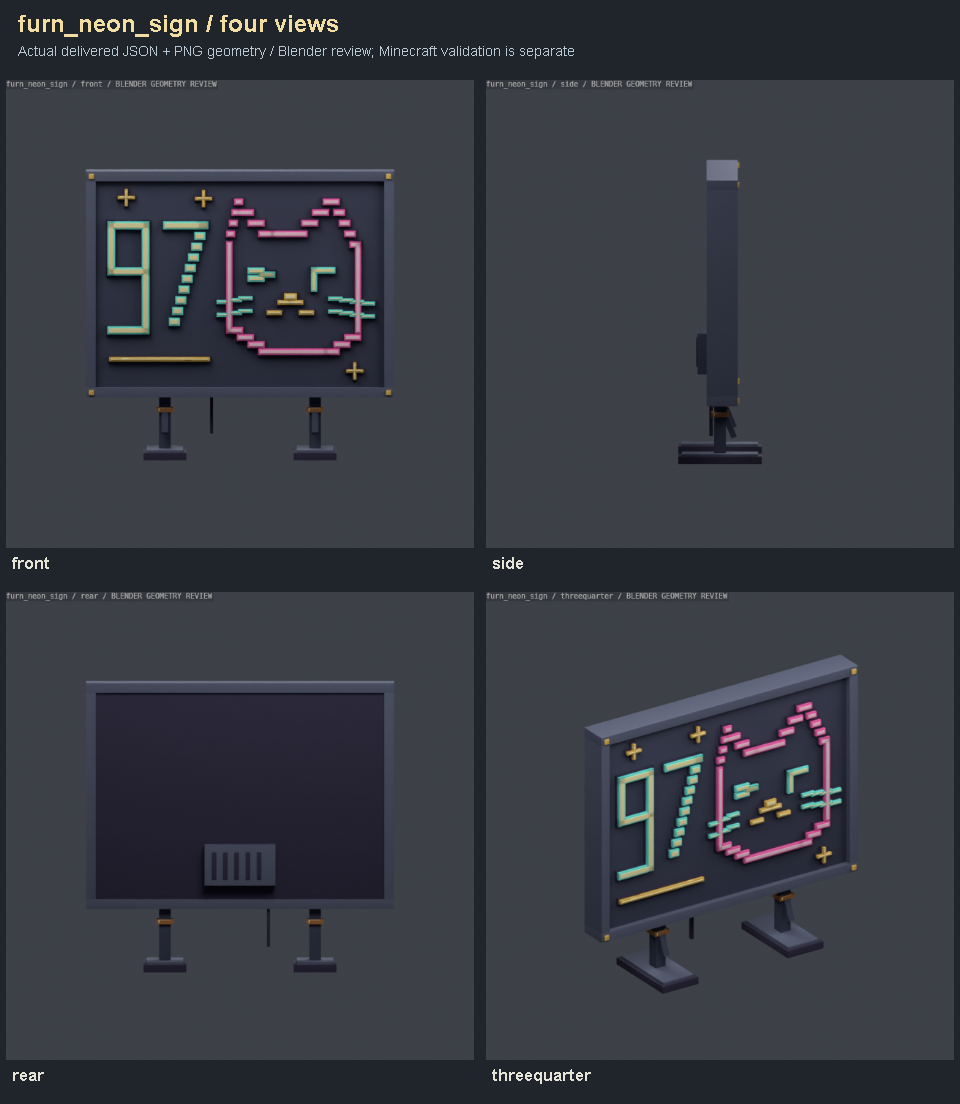 furn_neon_sign / four views
Actual delivered JSON + PNG geometry / Blender review; Minecraft validation is separate
furn_neon_sign / front / BLENDER GEOMETRY REVIEW
furn_neon_sign / side / BLENDER GEOMETRY REVIEW
97
front
side
furn_neon_sign / rear / BLENDER GEOMETRY REVIEW
furn_neon_sign / threequarter / BLENDER GEOMETRY REVIEW
97
rear
threequarter